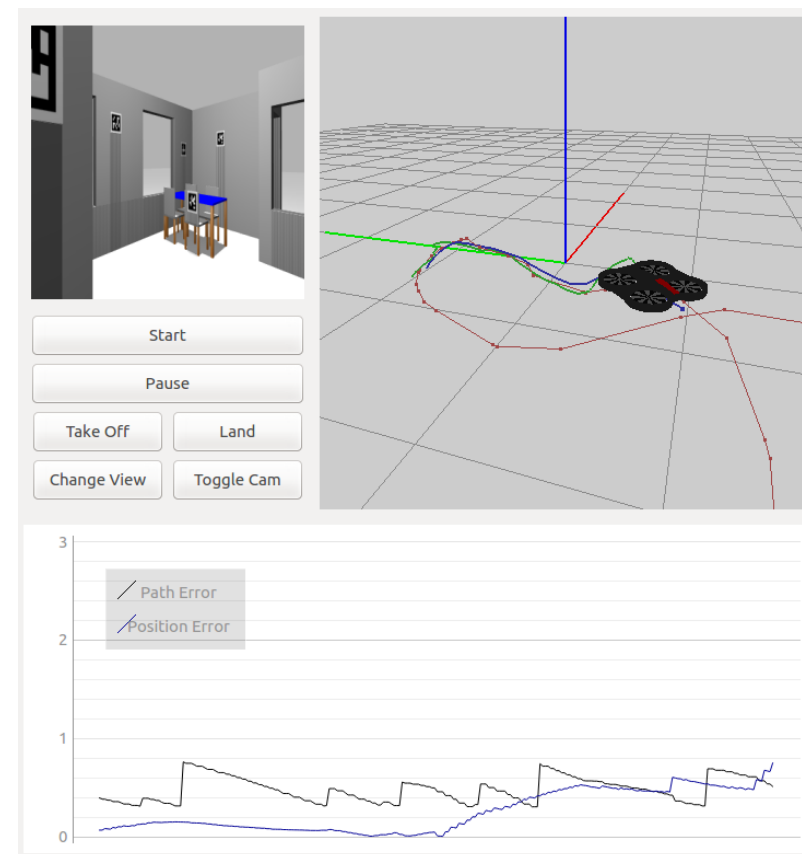 Start
Pause
Take Off
Land
Change View
Toggle Cam
3
Path Error
Position Error
2
1
0